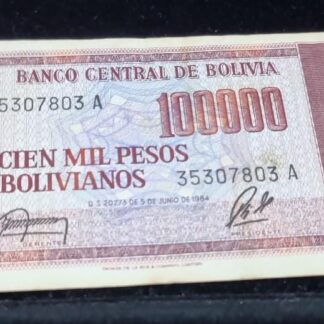 BANCO CENTRAL DE BOLIVIA
35307803 A
100000
CIEN MIL PESOS
BOLIVIANOS
35307803 A
D.S. 20273 DE 5 DE JUNIO DE 1984
GERENTE
PRESIDENTE